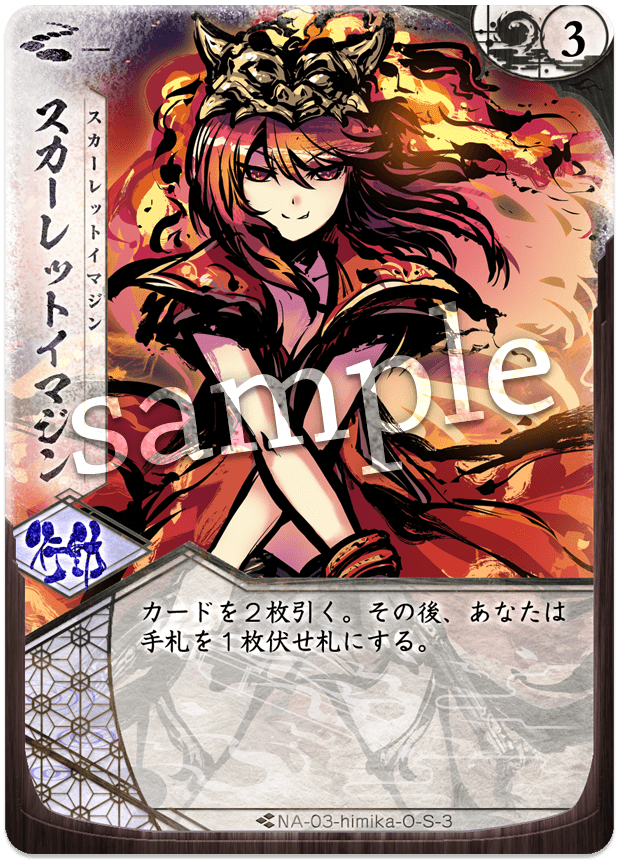 3
スカーレットイマジン
スカーレットイマジン
sample
行動
カードを２枚引く。その後、あなたは
手札を１枚伏せ札にする。
NA-03-himika-O-S-3